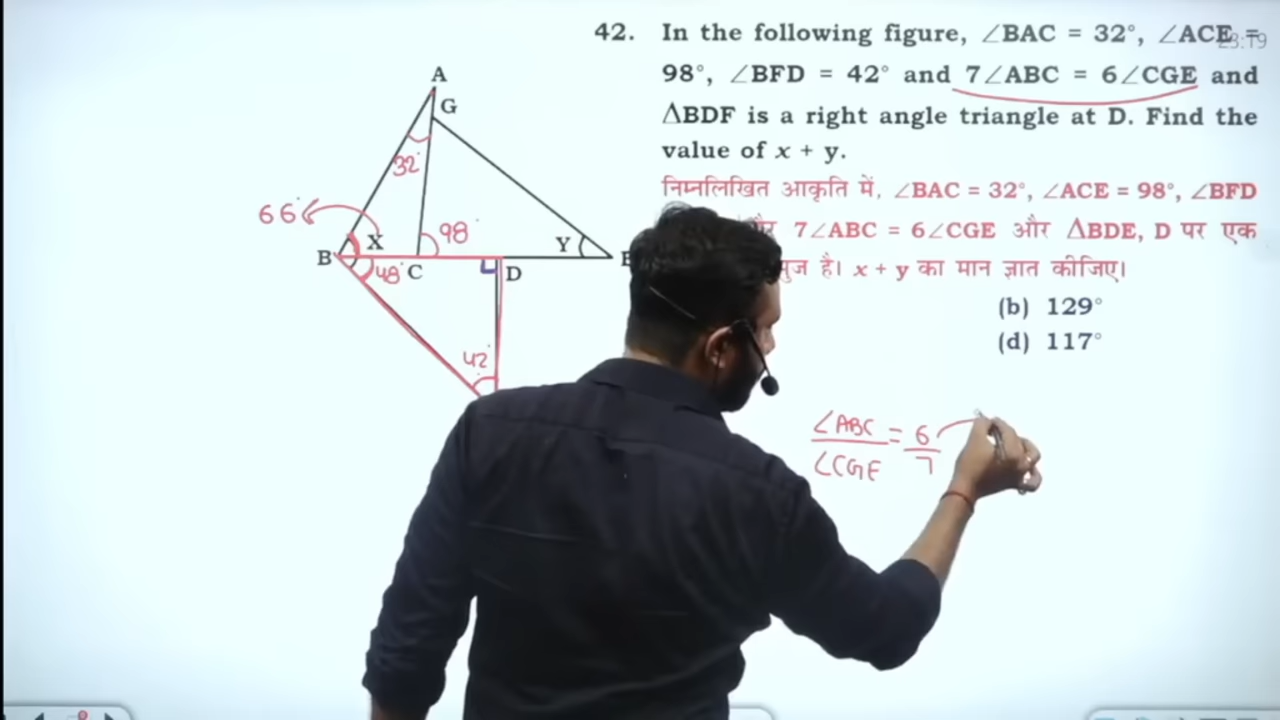 42. In the following figure, ∠BAC = 32°, ∠ACE =
23:19
98°, ∠BFD = 42° and 7∠ABC = 6∠CGE and
ΔBDF is a right angle triangle at D. Find the
value of x + y.
निम्नलिखित आकृति में, ∠BAC = 32°, ∠ACE = 98°, ∠BFD
7∠ABC = 6∠CGE और ΔBDE, D पर एक
है। x + y का मान ज्ञात कीजिए।
(b) 129°
(d) 117°
A
G
32°
66°
X
98°
Y
B
48°
C
D
42°
∠ABC = 6
∠CGE 7